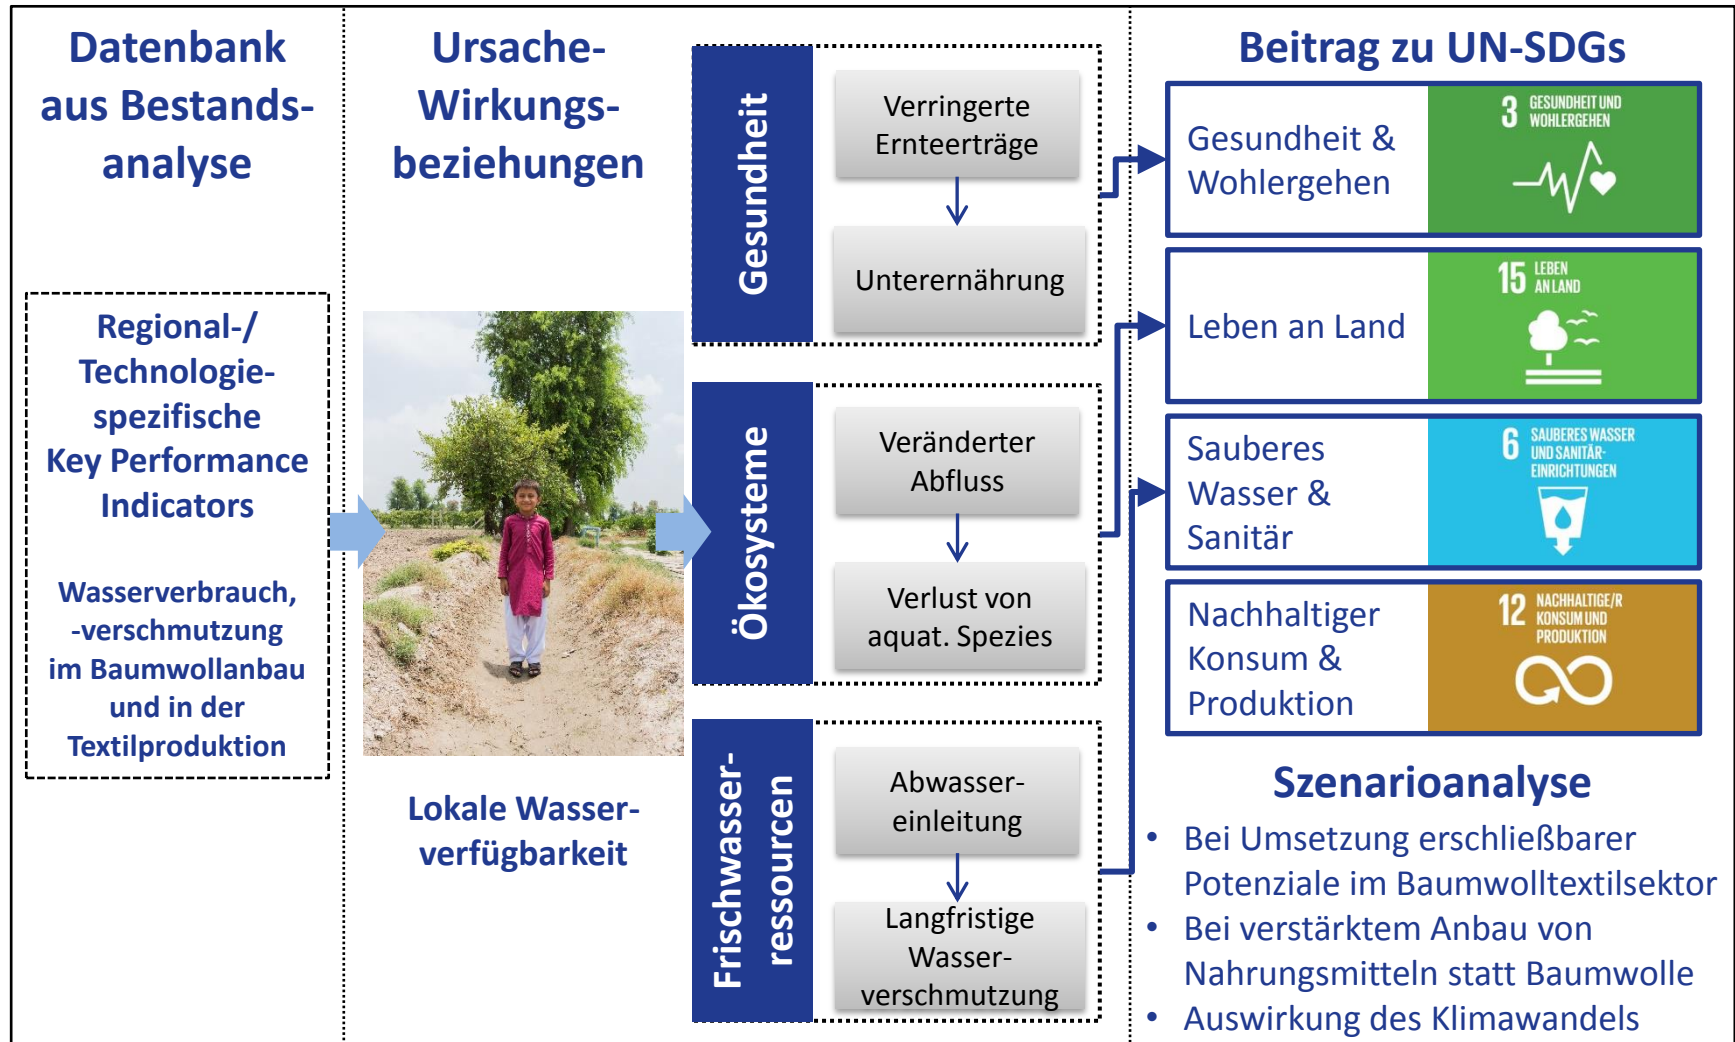 Datenbank
aus Bestands-
analyse
Regional-/
Technologie-
spezifische
Key Performance
Indicators
Wasserverbrauch,
-verschmutzung
im Baumwollanbau
und in der
Textilproduktion
Ursache-
Wirkungs-
beziehungen
Lokale Wasser-
verfügbarkeit
Gesundheit
Verringerte
Ernteerträge
Unterernährung
Ökosysteme
Veränderter
Abfluss
Verlust von
aquat. Spezies
Frischwasser-
ressourcen
Abwasser-
einleitung
Langfristige
Wasser-
verschmutzung
Beitrag zu UN-SDGs
Gesundheit &
Wohlergehen
3 GESUNDHEIT UND
WOHLERGEHEN
Leben an Land
15 LEBEN
AN LAND
Sauberes
Wasser &
Sanitär
6 SAUBERES WASSER
UND SANITÄR-
EINRICHTUNGEN
Nachhaltiger
Konsum &
Produktion
12 NACHHALTIGE/R
KONSUM UND
PRODUKTION
Szenarioanalyse
• Bei Umsetzung erschließbarer
Potenziale im Baumwolltextilsektor
• Bei verstärktem Anbau von
Nahrungsmitteln statt Baumwolle
• Auswirkung des Klimawandels